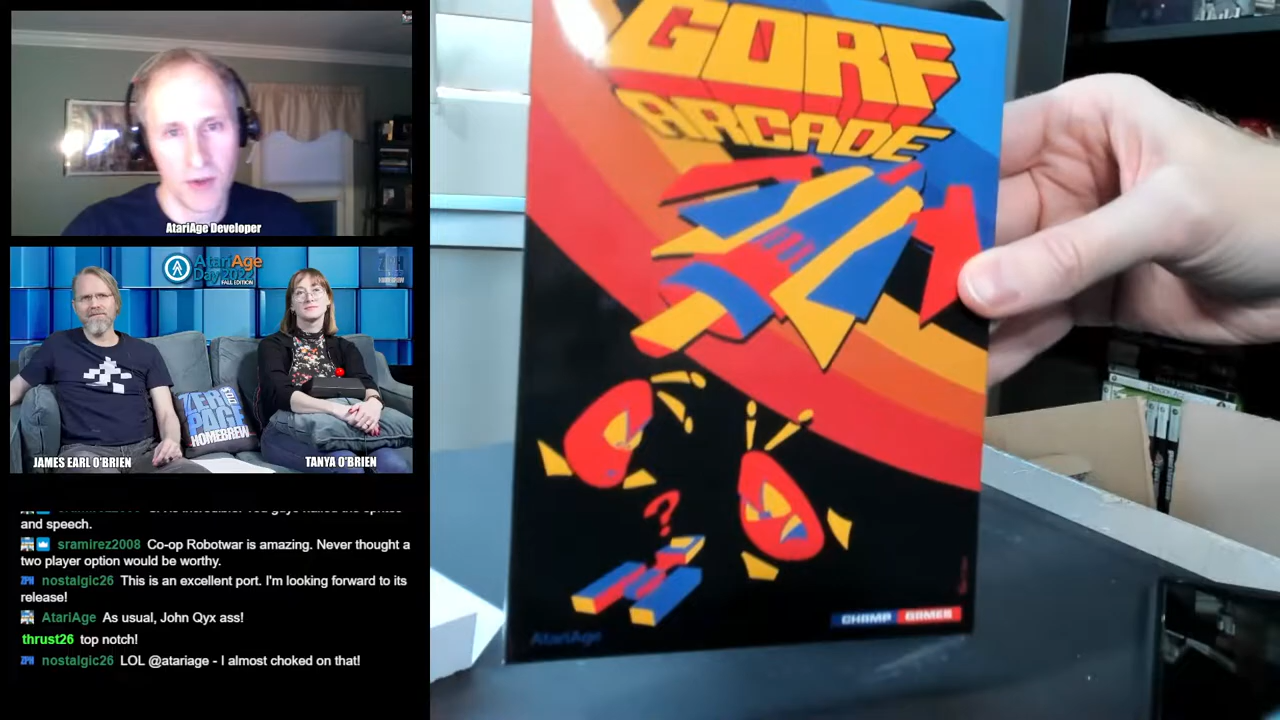 GORF
ARCADE
AtariAge
CHAMP GAMES
AtariAge Developer
AtariAge
Day 2022
FALL EDITION
ZPH
ZERO
PAGE
HOMEBREW
JAMES EARL O'BRIEN
TANYA O'BRIEN
and speech.
sramirez2008 Co-op Robotwar is amazing. Never thought a
two player option would be worthy.
ZPH nostalgic26 This is an excellent port. I'm looking forward to its
release!
AtariAge As usual, John Qyx ass!
thrust26 top notch!
ZPH nostalgic26 LOL @atariage - I almost choked on that!